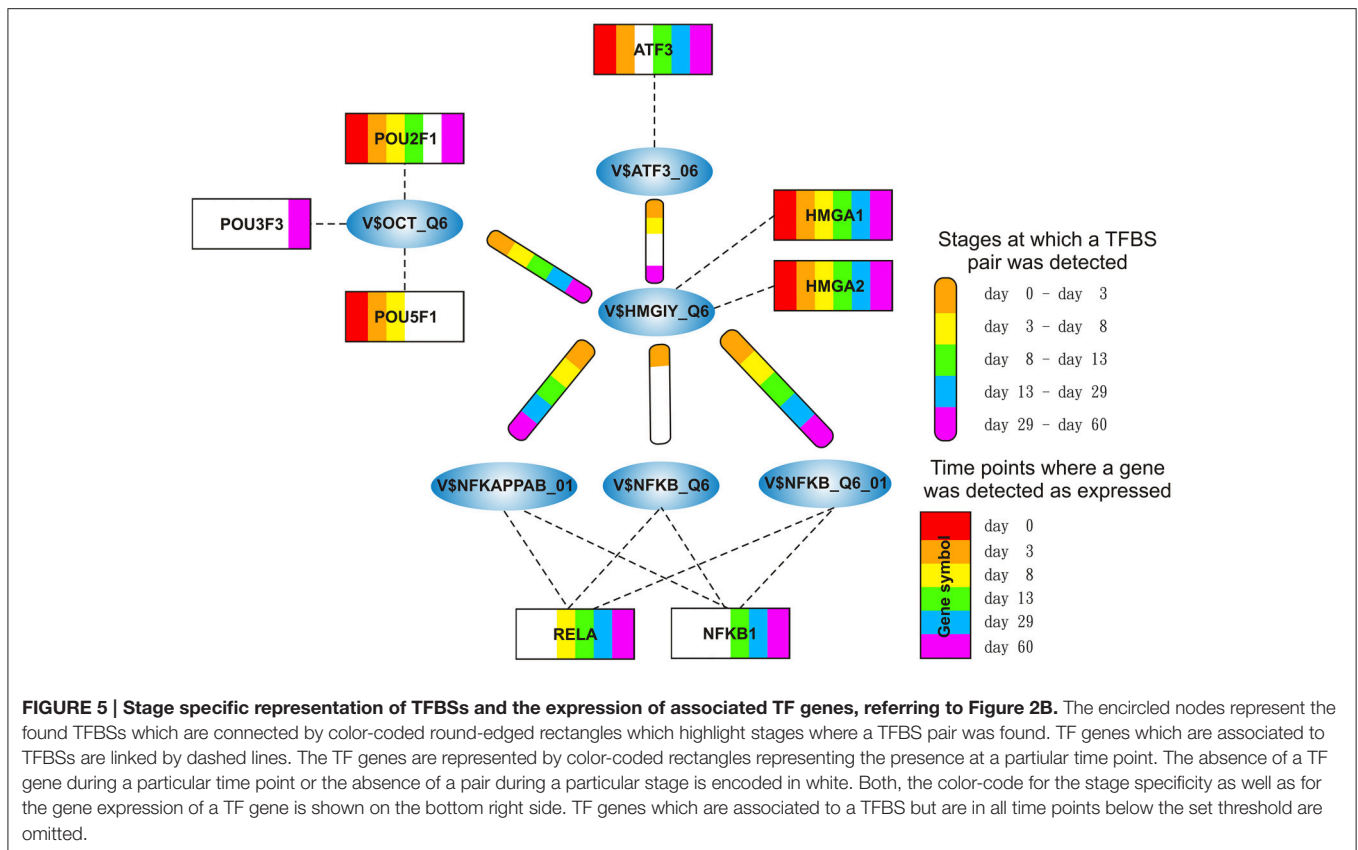 ATF3
POU2F1
V$ATF3_06
POU3F3
V$OCT_Q6
HMGA1
HMGA2
POU5F1
V$HMGIY_Q6
Stages at which a TFBS
pair was detected
day 0 - day 3
day 3 - day 8
day 8 - day 13
day 13 - day 29
day 29 - day 60
V$NFKAPPAB_01
V$NFKB_Q6
V$NFKB_Q6_01
Time points where a gene
was detected as expressed
Gene symbol
day 0
day 3
day 8
day 13
day 29
day 60
RELA
NFKB1
FIGURE 5 | Stage specific representation of TFBSs and the expression of associated TF genes, referring to Figure 2B. The encircled nodes represent the
found TFBSs which are connected by color-coded round-edged rectangles which highlight stages where a TFBS pair was found. TF genes which are associated to
TFBSs are linked by dashed lines. The TF genes are represented by color-coded rectangles representing the presence at a partiular time point. The absence of a TF
gene during a particular time point or the absence of a pair during a particular stage is encoded in white. Both, the color-code for the stage specificity as well as for
the gene expression of a TF gene is shown on the bottom right side. TF genes which are associated to a TFBS but are in all time points below the set threshold are
omitted.